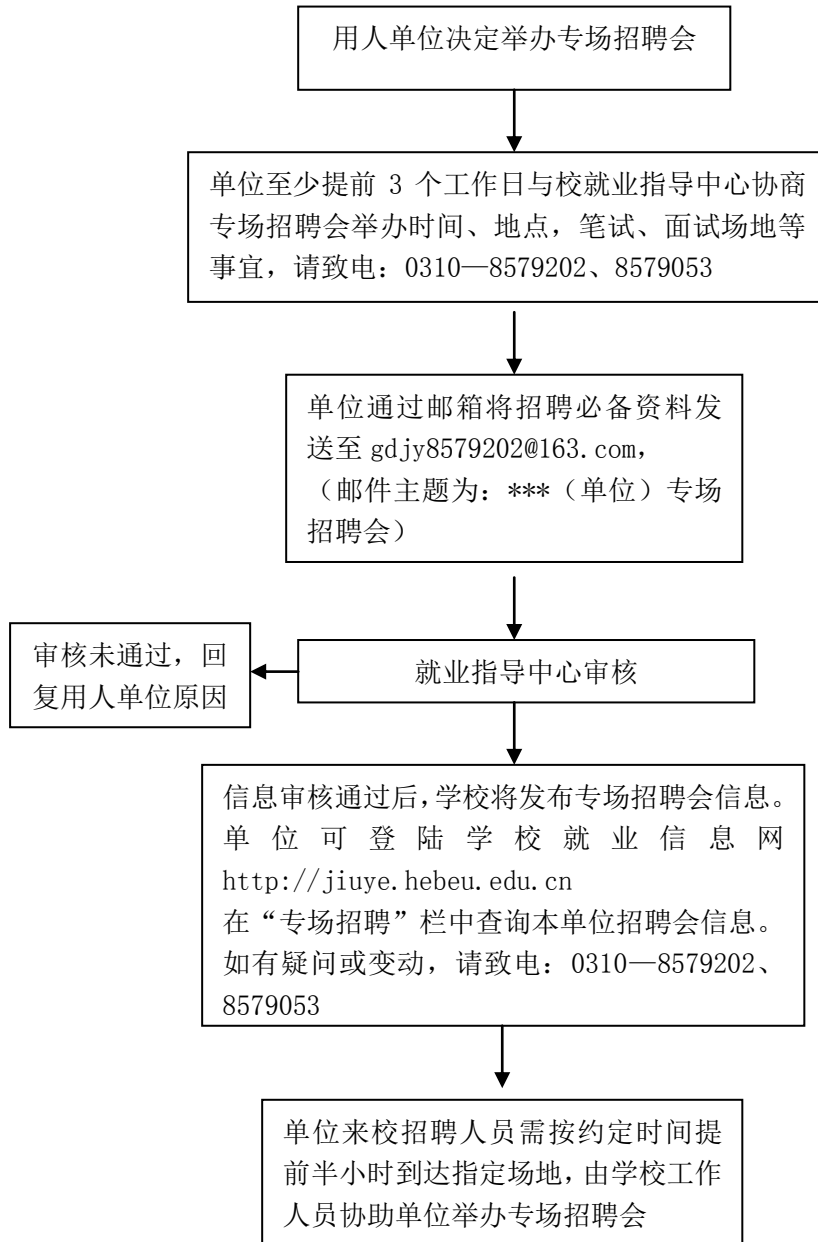 用人单位决定举办专场招聘会
单位至少提前 3 个工作日与校就业指导中心协商
专场招聘会举办时间、地点，笔试、面试场地等
事宜，请致电：0310—8579202、8579053
单位通过邮箱将招聘必备资料发
送至 gdjy8579202@163.com，
（邮件主题为：***（单位）专场
招聘会）
审核未通过，回
复用人单位原因
就业指导中心审核
信息审核通过后，学校将发布专场招聘会信息。
单位可登陆学校就业信息网
http://jiuye.hebeu.edu.cn
在“专场招聘”栏中查询本单位招聘会信息。
如有疑问或变动，请致电：0310—8579202、
8579053
单位来校招聘人员需按约定时间提
前半小时到达指定场地，由学校工作
人员协助单位举办专场招聘会